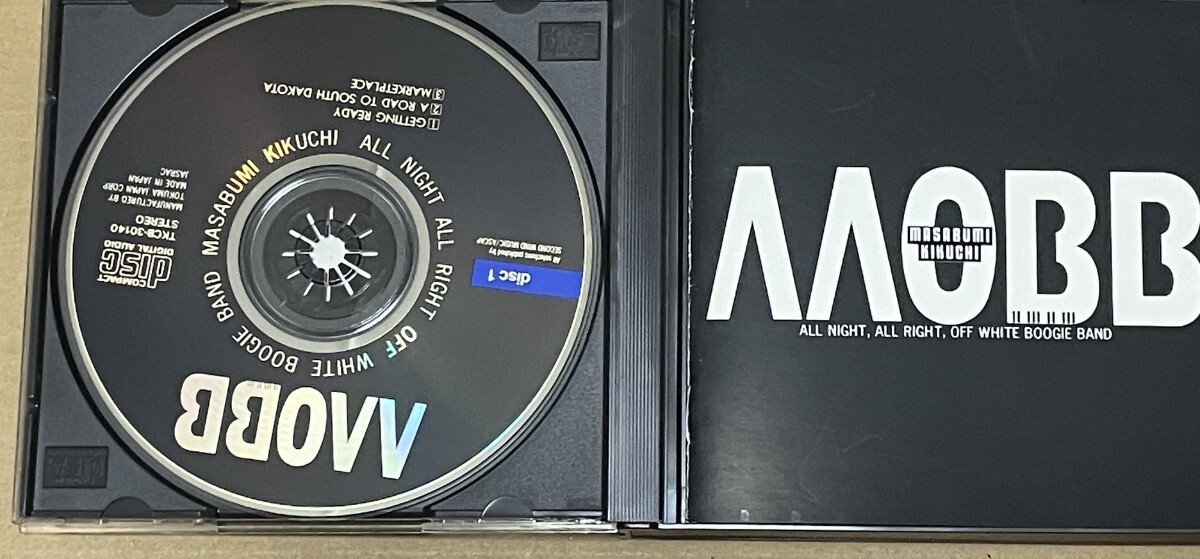 ΛΛOBB
MASABUMI KIKUCHI ALL NIGHT ALL RIGHT OFF WHITE BOOGIE BAND
1 GETTING READY
2 A ROAD TO SOUTH DAKOTA
3 MARKETPLACE
disc 1
All selections published by
SECOND WIND MUSIC/ASCAP
COMPACT
disc
DIGITAL AUDIO
TKCB-30140
STEREO
MANUFACTURED BY
TOKUMA JAPAN CORP
MADE IN JAPAN
JASRAC
ΛΛOBB
MASABUMI
KIKUCHI
ALL NIGHT, ALL RIGHT, OFF WHITE BOOGIE BAND